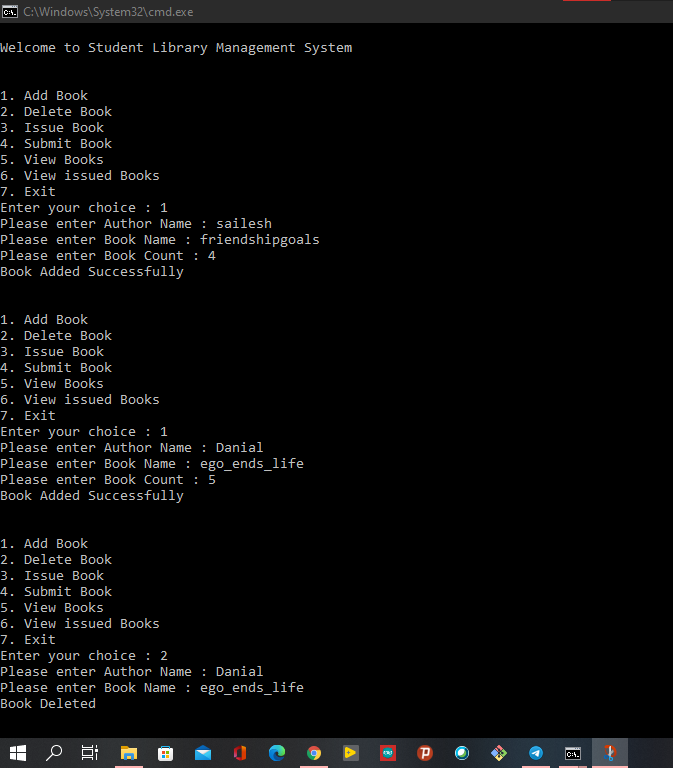 C:\Windows\System32\cmd.exe
Welcome to Student Library Management System
1. Add Book
2. Delete Book
3. Issue Book
4. Submit Book
5. View Books
6. View issued Books
7. Exit
Enter your choice : 1
Please enter Author Name : sailesh
Please enter Book Name : friendshipgoals
Please enter Book Count : 4
Book Added Successfully
1. Add Book
2. Delete Book
3. Issue Book
4. Submit Book
5. View Books
6. View issued Books
7. Exit
Enter your choice : 1
Please enter Author Name : Danial
Please enter Book Name : ego_ends_life
Please enter Book Count : 5
Book Added Successfully
1. Add Book
2. Delete Book
3. Issue Book
4. Submit Book
5. View Books
6. View issued Books
7. Exit
Enter your choice : 2
Please enter Author Name : Danial
Please enter Book Name : ego_ends_life
Book Deleted